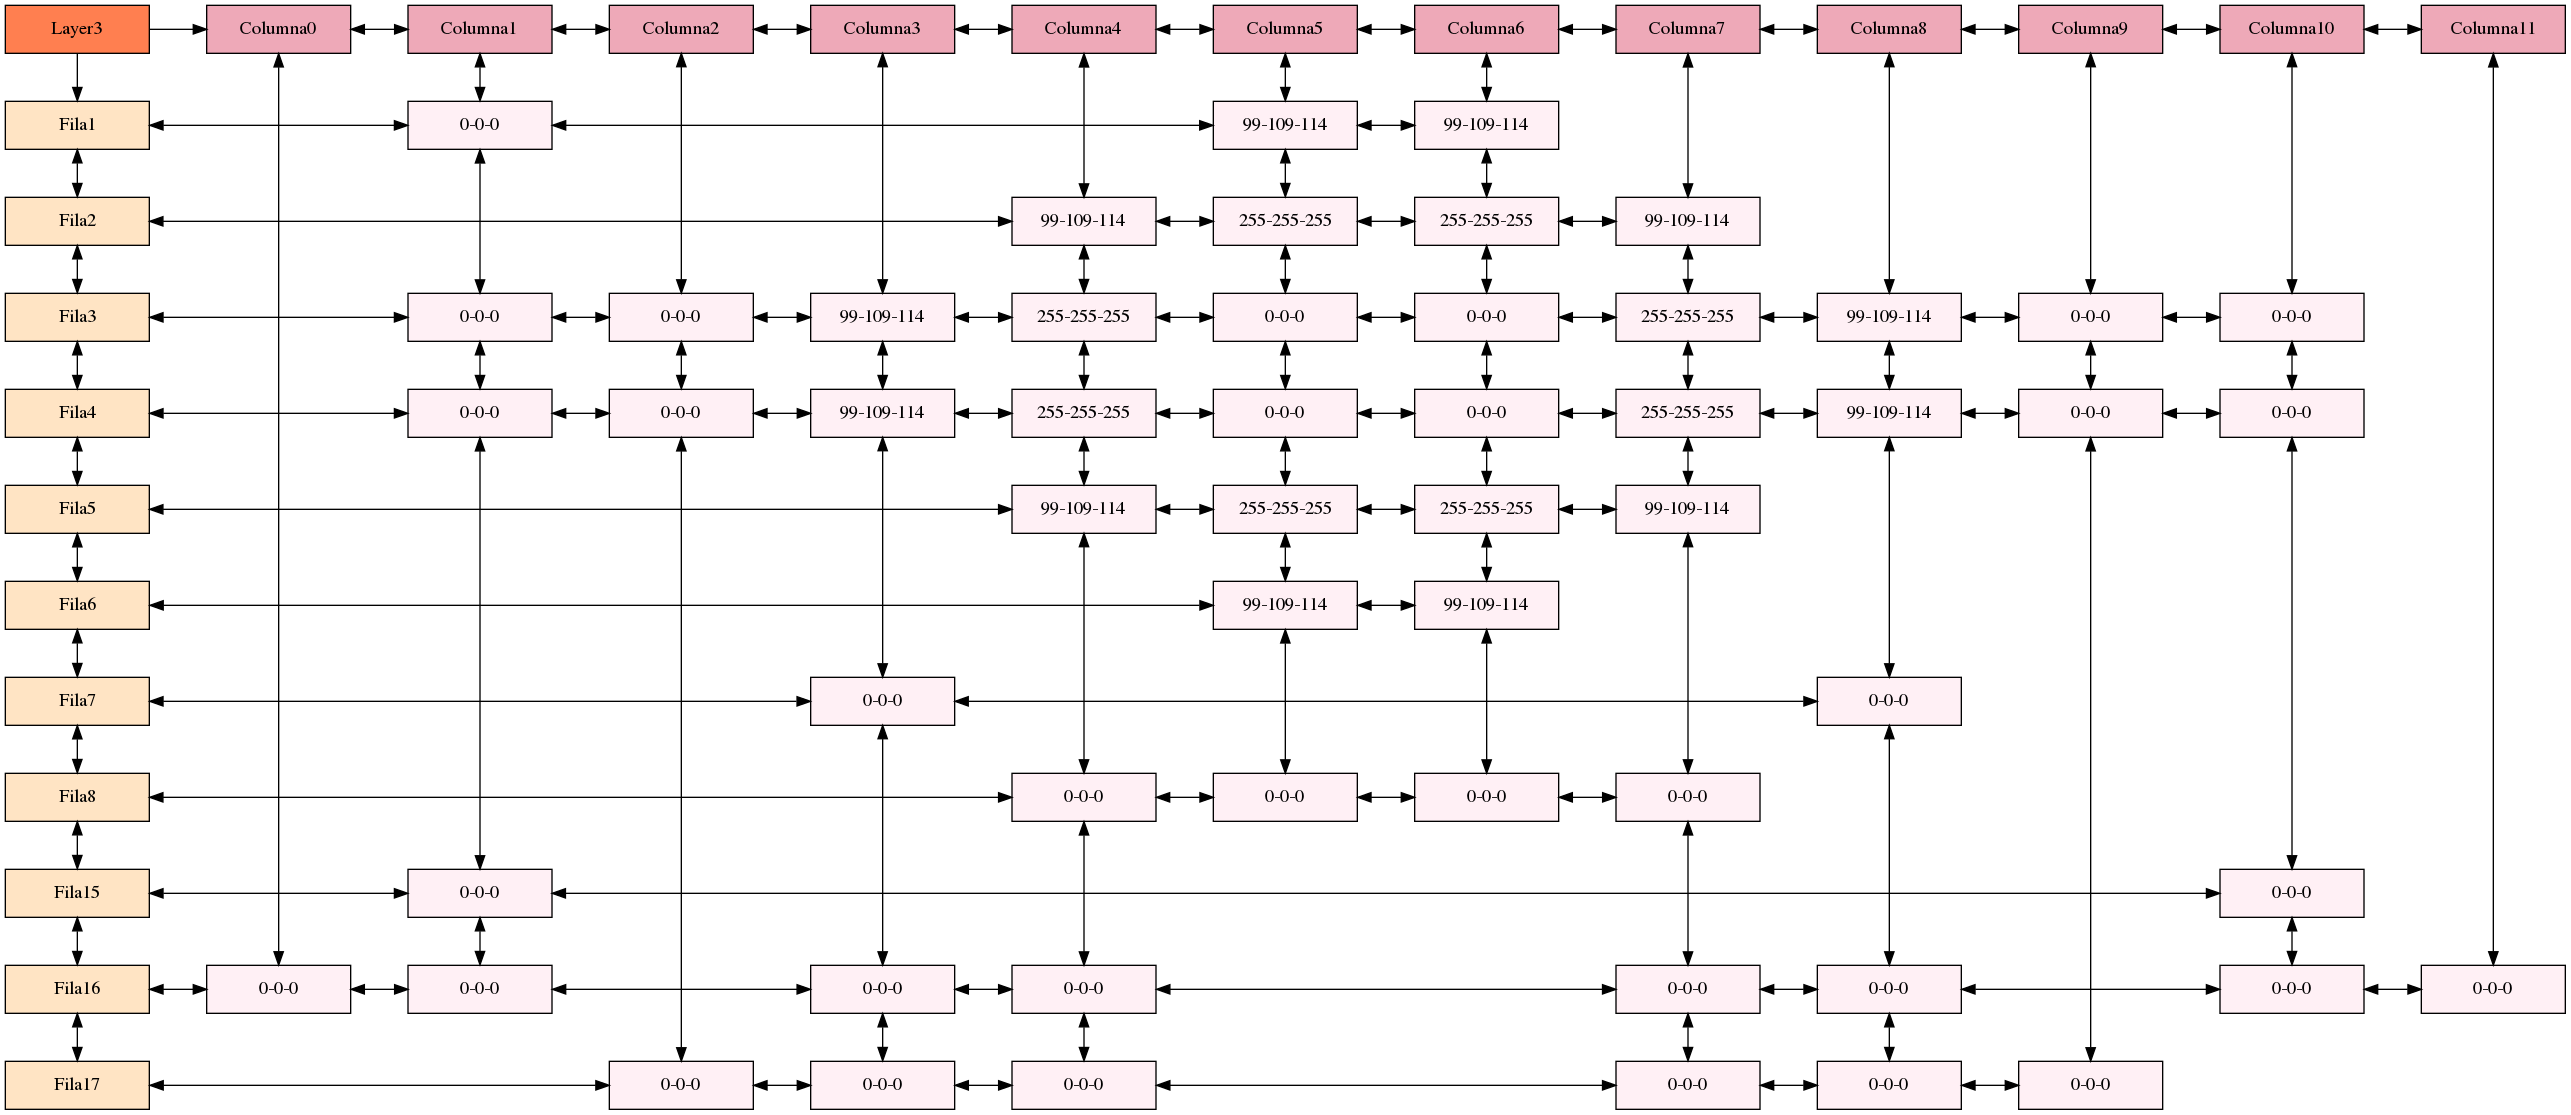 Layer3 Columna0 Columna1 Columna2 Columna3 Columna4 Columna5 Columna6 Columna7 Columna8 Columna9 Columna10 Columna11
Fila1 0-0-0 99-109-114 99-109-114
Fila2 99-109-114 255-255-255 255-255-255 99-109-114
Fila3 0-0-0 0-0-0 99-109-114 255-255-255 0-0-0 0-0-0 255-255-255 99-109-114 0-0-0 0-0-0
Fila4 0-0-0 0-0-0 99-109-114 255-255-255 0-0-0 0-0-0 255-255-255 99-109-114 0-0-0 0-0-0
Fila5 99-109-114 255-255-255 255-255-255 99-109-114
Fila6 99-109-114 99-109-114
Fila7 0-0-0 0-0-0
Fila8 0-0-0 0-0-0 0-0-0 0-0-0
Fila15 0-0-0 0-0-0
Fila16 0-0-0 0-0-0 0-0-0 0-0-0 0-0-0 0-0-0 0-0-0 0-0-0
Fila17 0-0-0 0-0-0 0-0-0 0-0-0 0-0-0 0-0-0